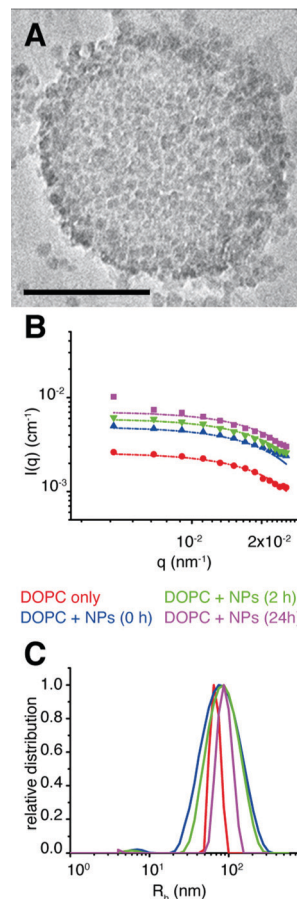 A
B
I(q) (cm⁻¹)
10⁻²
10⁻³
10⁻² 2x10⁻²
q (nm⁻¹)
DOPC only DOPC + NPs (2 h)
DOPC + NPs (0 h) DOPC + NPs (24h)
C
relative distribution
1.0
0.8
0.6
0.4
0.2
0.0
10⁰ 10¹ 10²
Rₕ (nm)